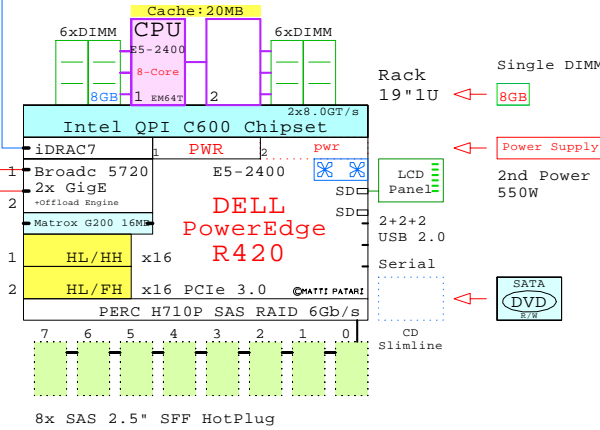 Cache:20MB
6xDIMM
CPU
6xDIMM
E5-2400
8-Core
8GB
1 EM64T
2
Rack
19"1U
Single DIMM
8GB
2x8.0GT/s
Intel QPI C600 Chipset
iDRAC7
1 PWR
2 pwr
Power Supply
1
Broadc 5720
E5-2400
2x GigE
2
+Offload Engine
SD
LCD
Panel
2nd Power
550W
DELL
PowerEdge
R420
Matrox G200 16MB
SD
2+2+2
USB 2.0
1 HL/HH x16
Serial
2 HL/FH x16 PCIe 3.0
©MATTI PATARI
SATA
DVD
R/W
PERC H710P SAS RAID 6Gb/s
7 6 5 4 3 2 1 0
CD
Slimline
8x SAS 2.5" SFF HotPlug